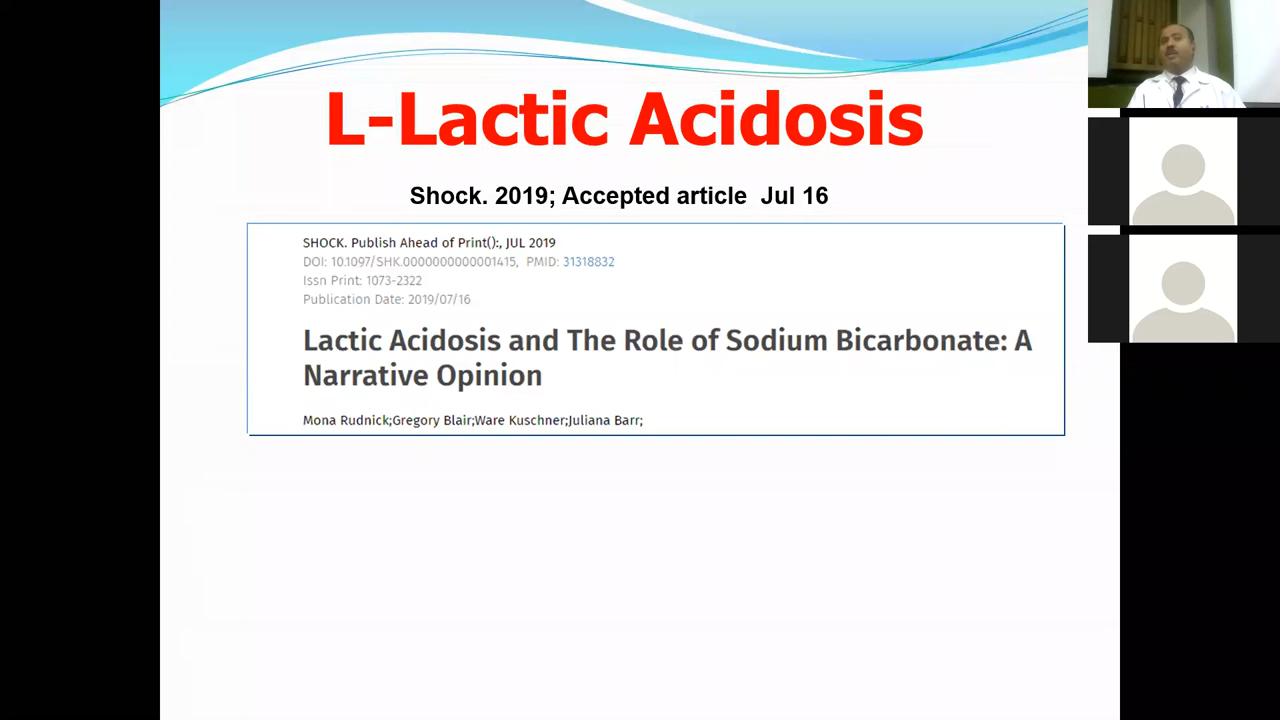 L-Lactic Acidosis
Shock. 2019; Accepted article  Jul 16
SHOCK. Publish Ahead of Print():, JUL 2019
DOI: 10.1097/SHK.0000000000001415,  PMID: 31318832
Issn Print: 1073-2322
Publication Date: 2019/07/16
Lactic Acidosis and The Role of Sodium Bicarbonate: A
Narrative Opinion
Mona Rudnick;Gregory Blair;Ware Kuschner;Juliana Barr;